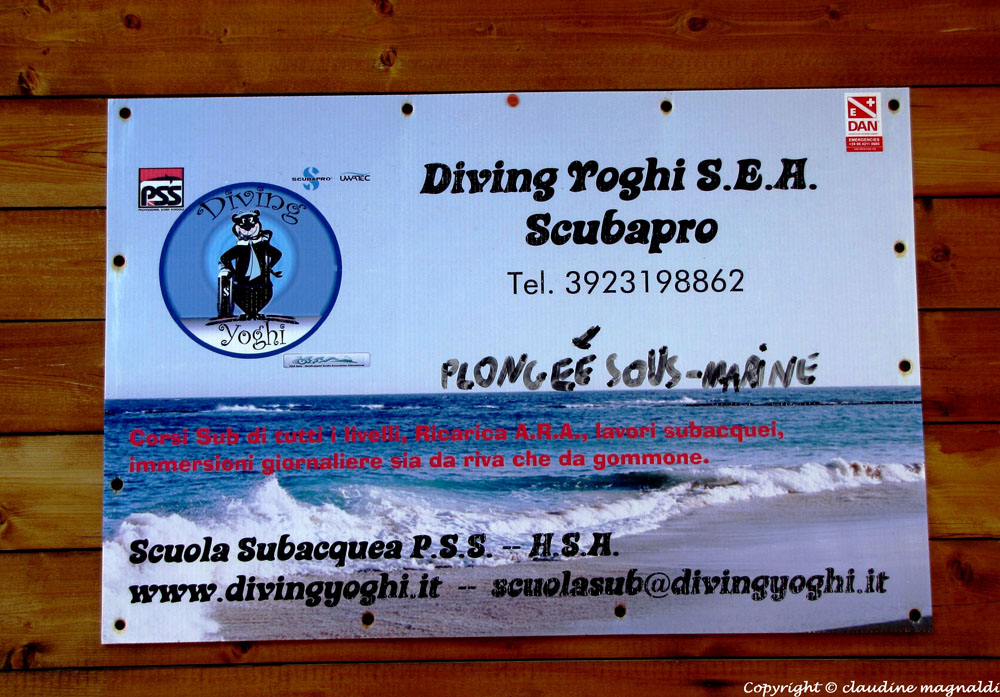 Diving Yoghi S.E.A.
Scubapro
Tel. 3923198862
PLONGEÉ SOUS-MARINE
PSS
SCUBAPRO
UWATEC
Diving
Yoghi
E
DAN
EMERGENCIES
Corsi Sub di tutti i livelli, Ricarica A.R.A., lavori subacquei,
immersioni giornaliere sia da riva che da gommone.
Scuola Subacquea P.S.S. -- H.S.A.
www.divingyoghi.it -- scuolasub@divingyoghi.it
Copyright © claudine magnaldi